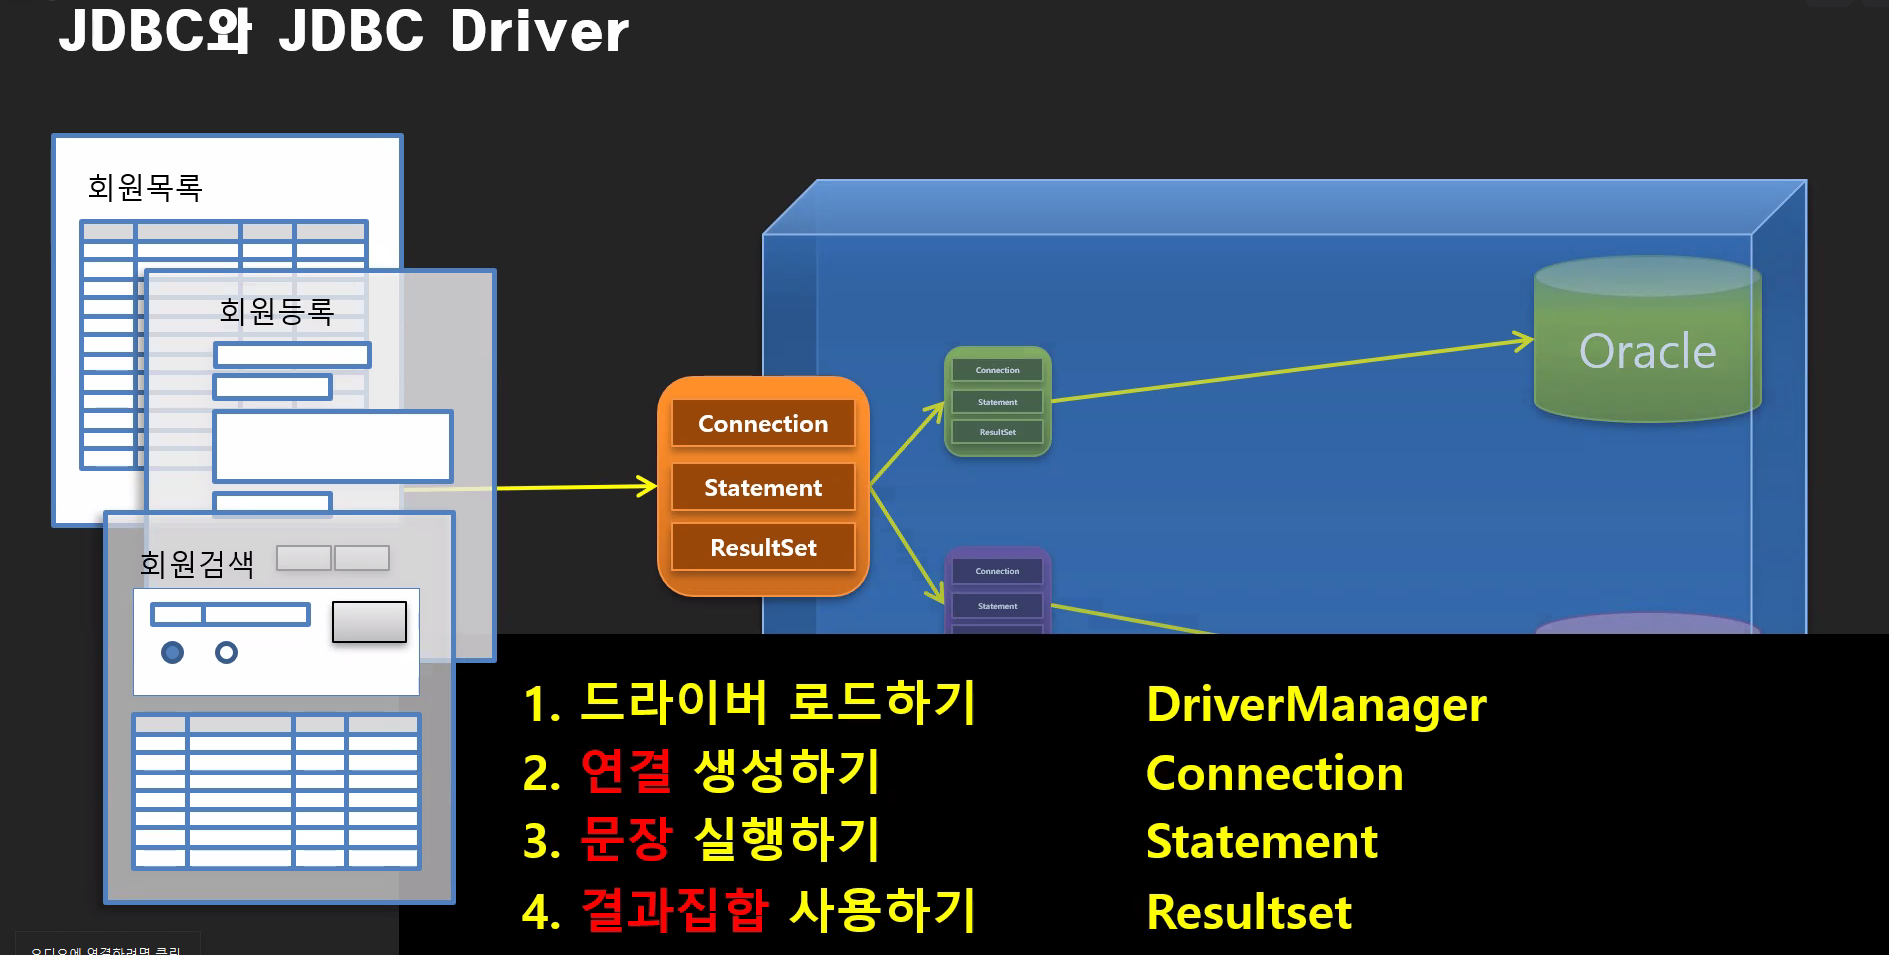 JDBC와 JDBC Driver
회원목록
회원등록
회원검색
Connection
Statement
ResultSet
Connection
Statement
ResultSet
Connection
Statement
Oracle
1. 드라이버 로드하기 DriverManager
2. 연결 생성하기 Connection
3. 문장 실행하기 Statement
4. 결과집합 사용하기 Resultset